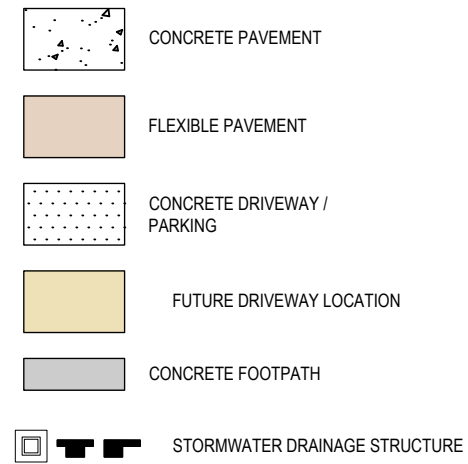 CONCRETE PAVEMENT
FLEXIBLE PAVEMENT
CONCRETE DRIVEWAY /
PARKING
FUTURE DRIVEWAY LOCATION
CONCRETE FOOTPATH
STORMWATER DRAINAGE STRUCTURE